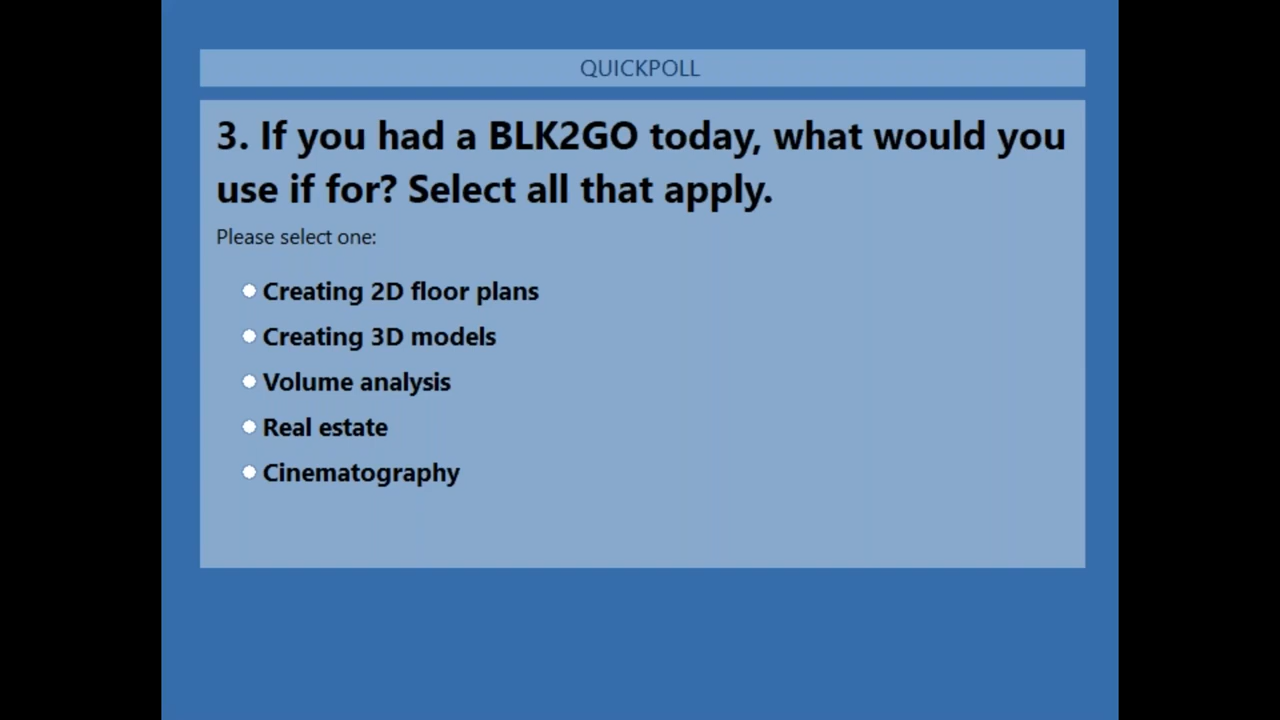 QUICKPOLL
3. If you had a BLK2GO today, what would you
use if for? Select all that apply.
Please select one:
Creating 2D floor plans
Creating 3D models
Volume analysis
Real estate
Cinematography